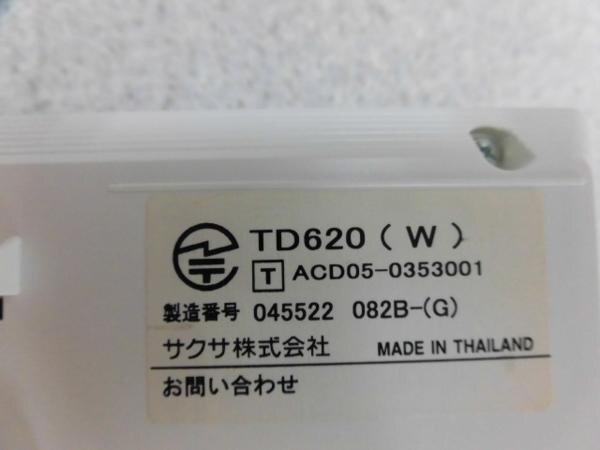 TD620 (W)
T ACD05-0353001
製造番号 045522 082B-(G)
サクサ株式会社 MADE IN THAILAND
お問い合わせ